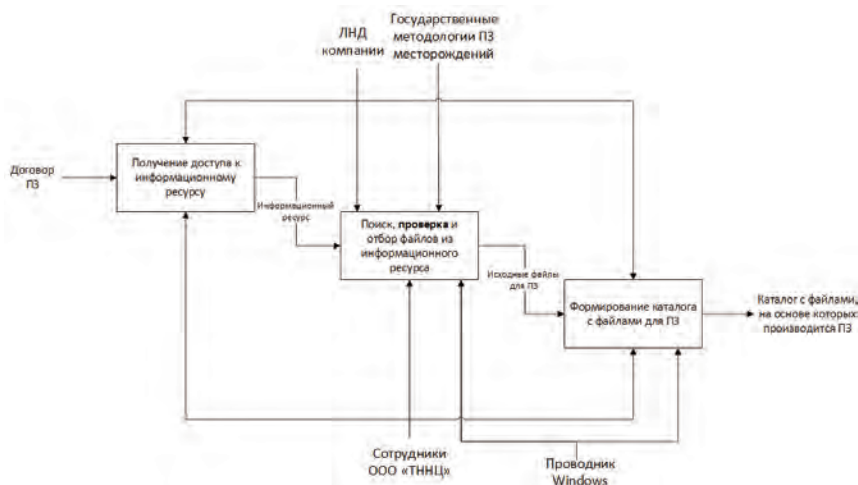 ЛНД
компании
Государственные
методологии ПЗ
месторождений
Договор
ПЗ
Получение доступа к
информационному
ресурсу
Информационный
ресурс
Поиск, проверка и
отбор файлов из
информационного
ресурса
Исходные файлы
для ПЗ
Формирование каталога
с файлами для ПЗ
Каталог с файлами,
на основе которых
производится ПЗ
Сотрудники
ООО «ТННЦ»
Проводник
Windows